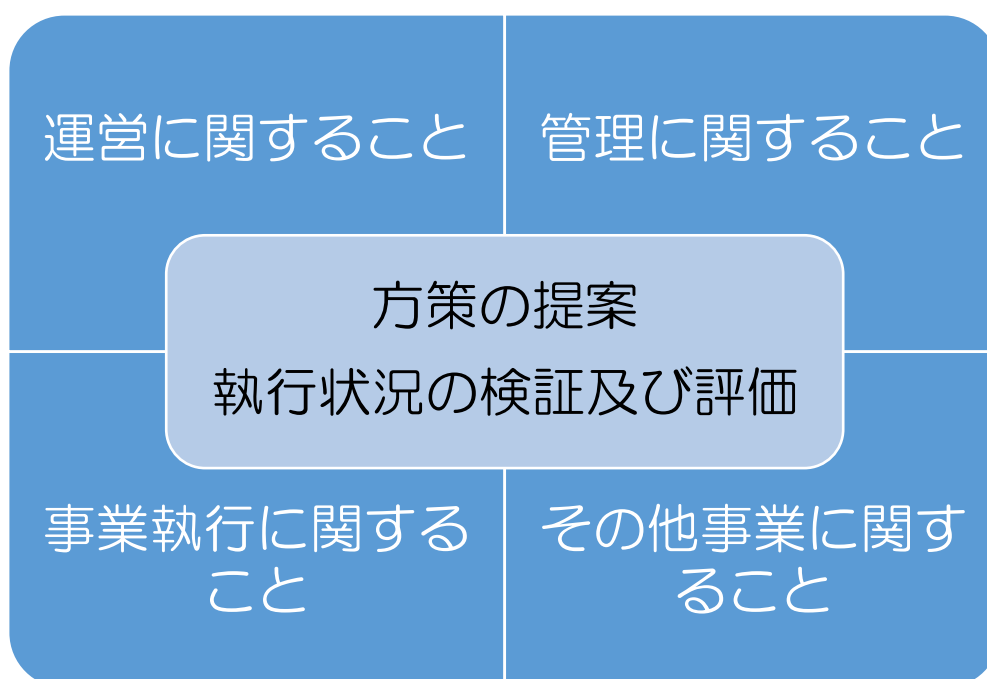 運営に関すること
管理に関すること
方策の提案
執行状況の検証及び評価
事業執行に関する
こと
その他事業に関す
ること